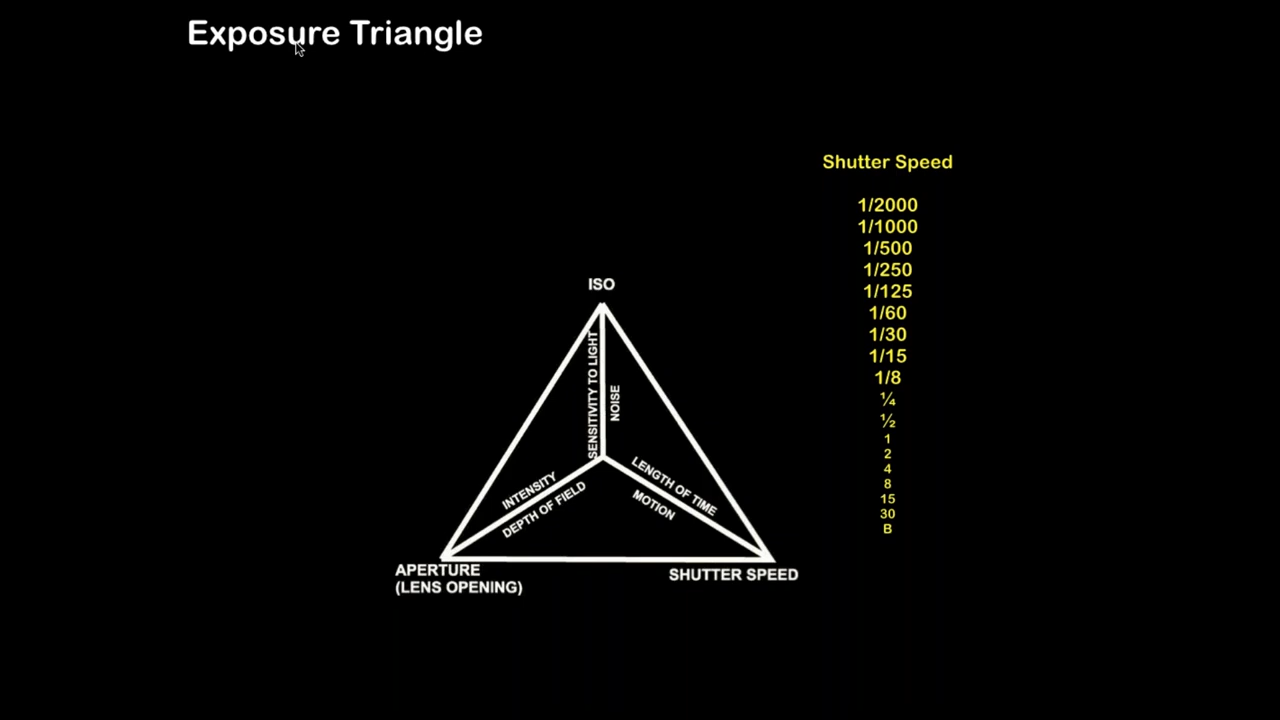 Exposure Triangle
Shutter Speed
1/2000
1/1000
1/500
1/250
1/125
1/60
1/30
1/15
1/8
¼
½
1
2
4
8
15
30
B
ISO
SENSITIVITY TO LIGHT
NOISE
INTENSITY
DEPTH OF FIELD
LENGTH OF TIME
MOTION
APERTURE
(LENS OPENING)
SHUTTER SPEED